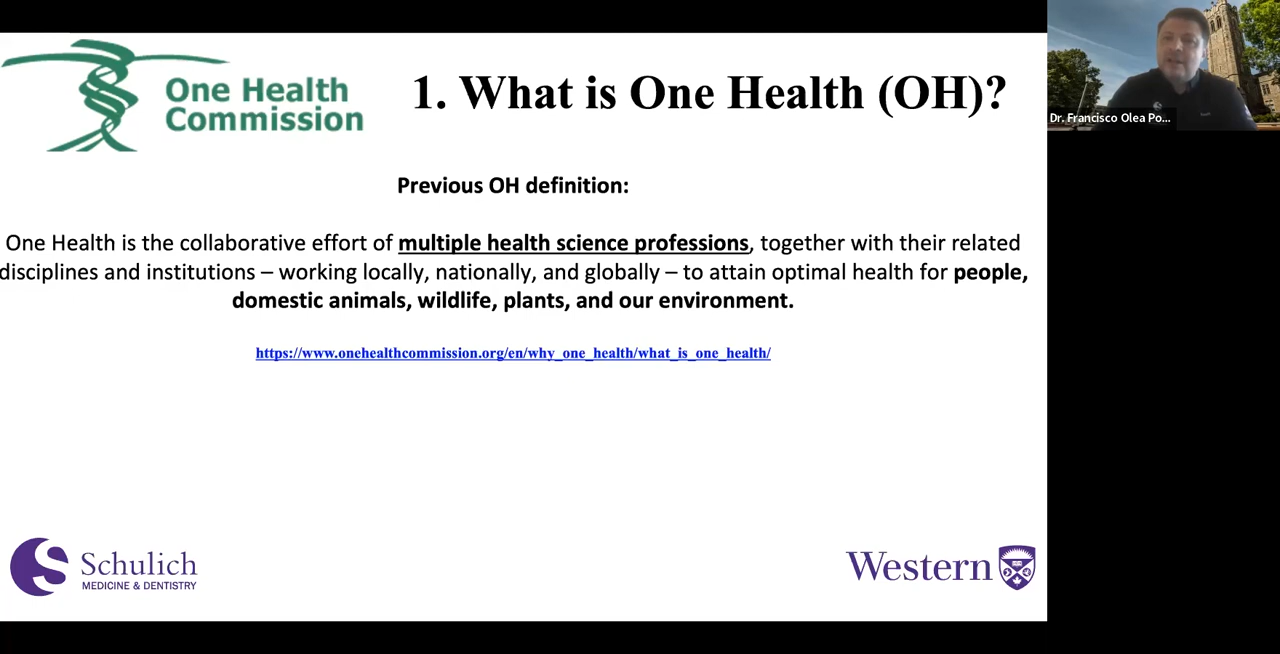 One Health
Commission
1. What is One Health (OH)?
Dr. Francisco Olea Po...
Previous OH definition:
One Health is the collaborative effort of multiple health science professions, together with their related
disciplines and institutions – working locally, nationally, and globally – to attain optimal health for people,
domestic animals, wildlife, plants, and our environment.
https://www.onehealthcommission.org/en/why_one_health/what_is_one_health/
Schulich
MEDICINE & DENTISTRY
Western